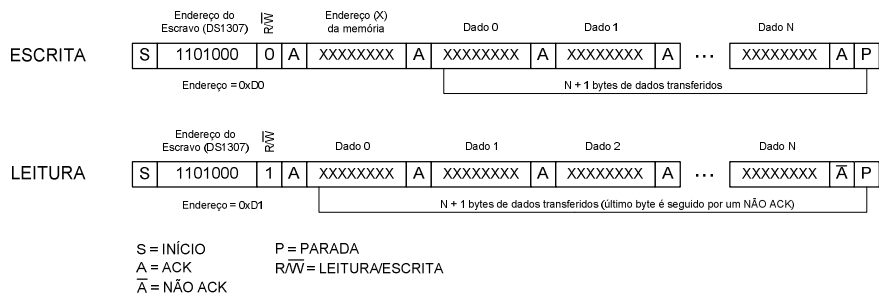 Endereço do
Escravo (DS1307)
R/W̅
Endereço (X)
da memória
Dado 0
Dado 1
Dado N
ESCRITA
S 1101000 0 A XXXXXXXX A XXXXXXXX A XXXXXXXX A ... XXXXXXXX A P
Endereço = 0xD0
N + 1 bytes de dados transferidos
Endereço do
Escravo (DS1307)
R/W̅
Dado 0
Dado 1
Dado 2
Dado N
LEITURA
S 1101000 1 A XXXXXXXX A XXXXXXXX A XXXXXXXX A ... XXXXXXXX A̅ P
Endereço = 0xD1
N + 1 bytes de dados transferidos (último byte é seguido por um NÃO ACK)
S = INÍCIO
P = PARADA
A = ACK
R/W̅ = LEITURA/ESCRITA
A̅ = NÃO ACK